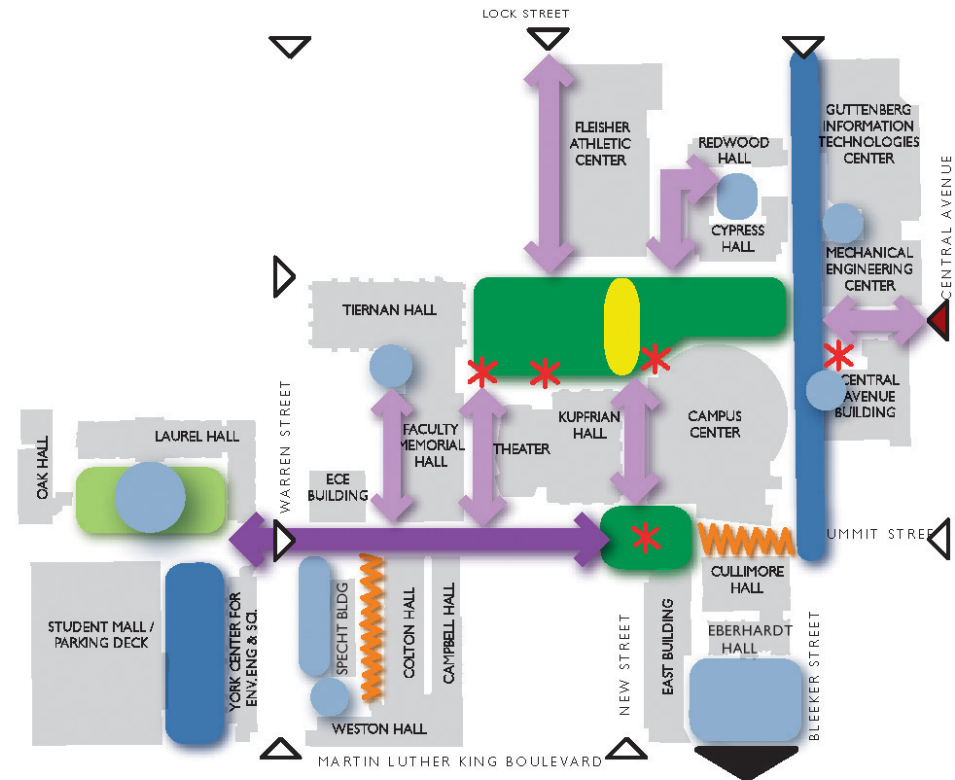 LOCK STREET
FLEISHER
ATHLETIC
CENTER
REDWOOD
HALL
CYPRESS
HALL
GUTTENBERG
INFORMATION
TECHNOLOGIES
CENTER
MECHANICAL
ENGINEERING
CENTER
CENTRAL AVENUE
TIERNAN HALL
CENTRAL
AVENUE
BUILDING
WARREN STREET
OAK HALL
LAUREL HALL
ECE
BUILDING
FACULTY
MEMORIAL
HALL
THEATER
KUPFRIAN
HALL
CAMPUS
CENTER
UMMIT STREE
CULLIMORE
HALL
EBERHARDT
HALL
STUDENT MALL /
PARKING DECK
YORK CENTER FOR
ENV. ENG & SCI.
SPECHT BLDG
COLTON HALL
CAMPBELL HALL
WESTON HALL
NEW STREET
EAST BUILDING
BLEEKER STREET
MARTIN LUTHER KING BOULEVARD